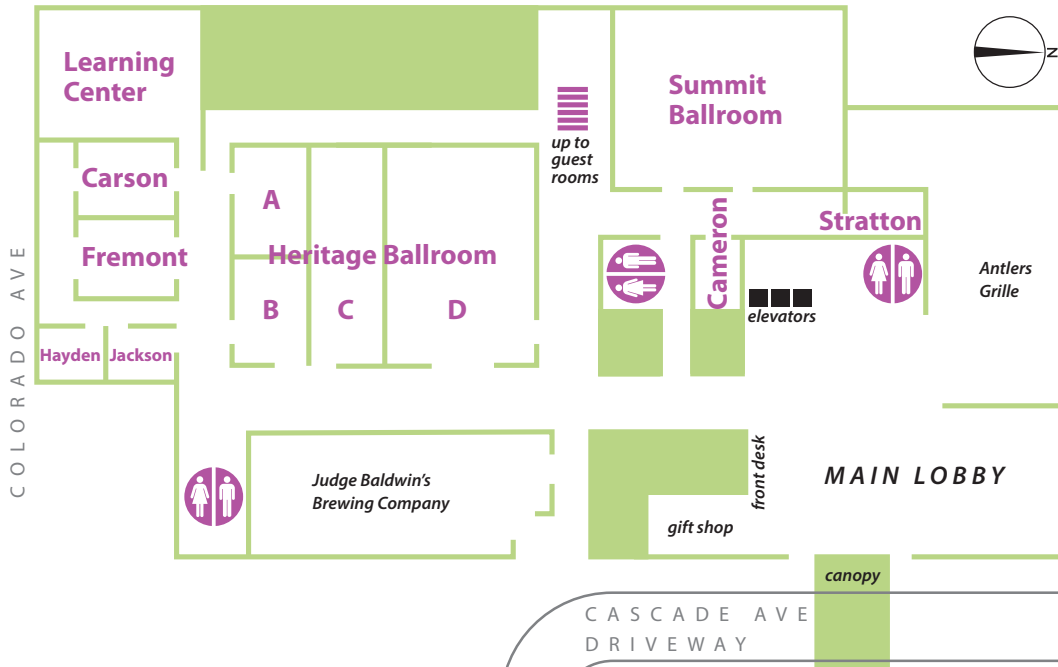 Learning
Center
Summit
Ballroom
N
up to
guest
rooms
Carson
A
Cameron
Stratton
Fremont
Heritage Ballroom
Antlers
Grille
B
C
D
elevators
Hayden
Jackson
COLORADO AVE
Judge Baldwin's
Brewing Company
front desk
MAIN LOBBY
gift shop
canopy
CASCADE AVE
DRIVEWAY